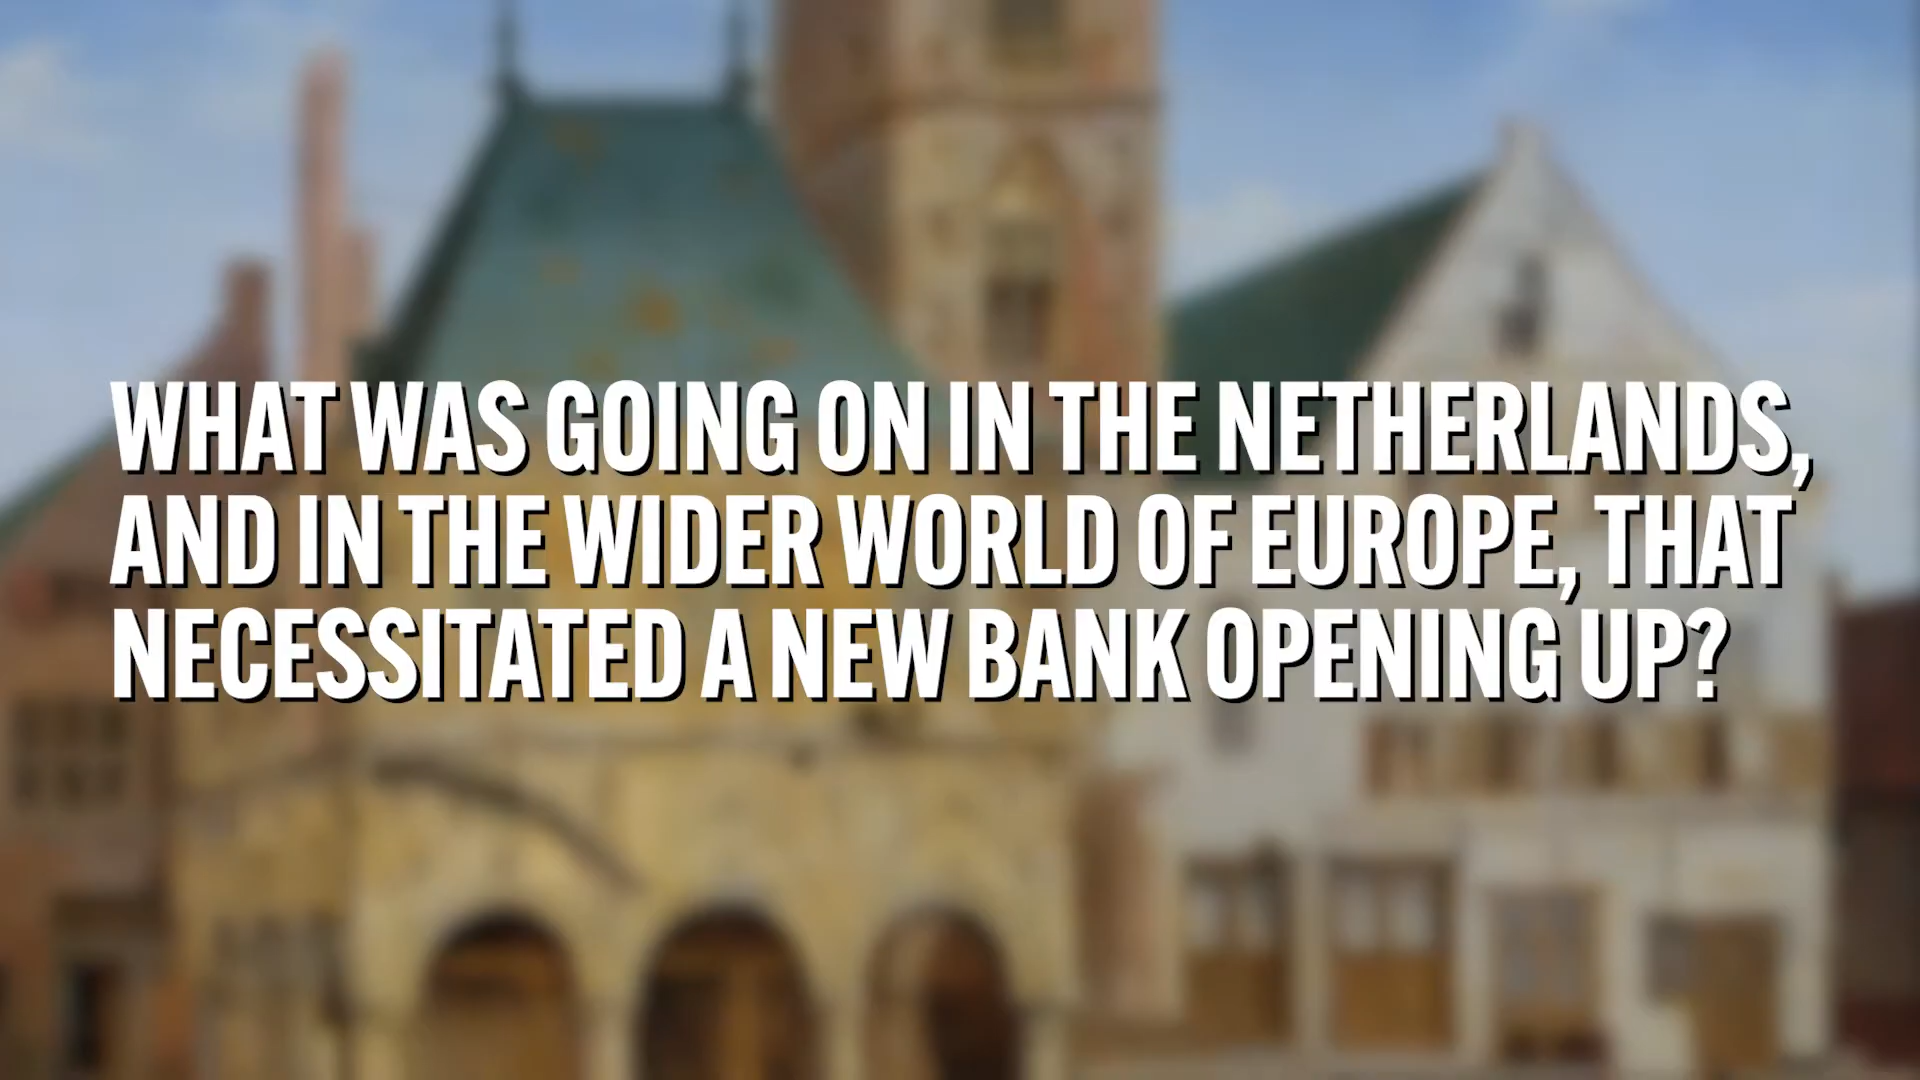 WHAT WAS GOING ON IN THE NETHERLANDS,
AND IN THE WIDER WORLD OF EUROPE, THAT
NECESSITATED A NEW BANK OPENING UP?